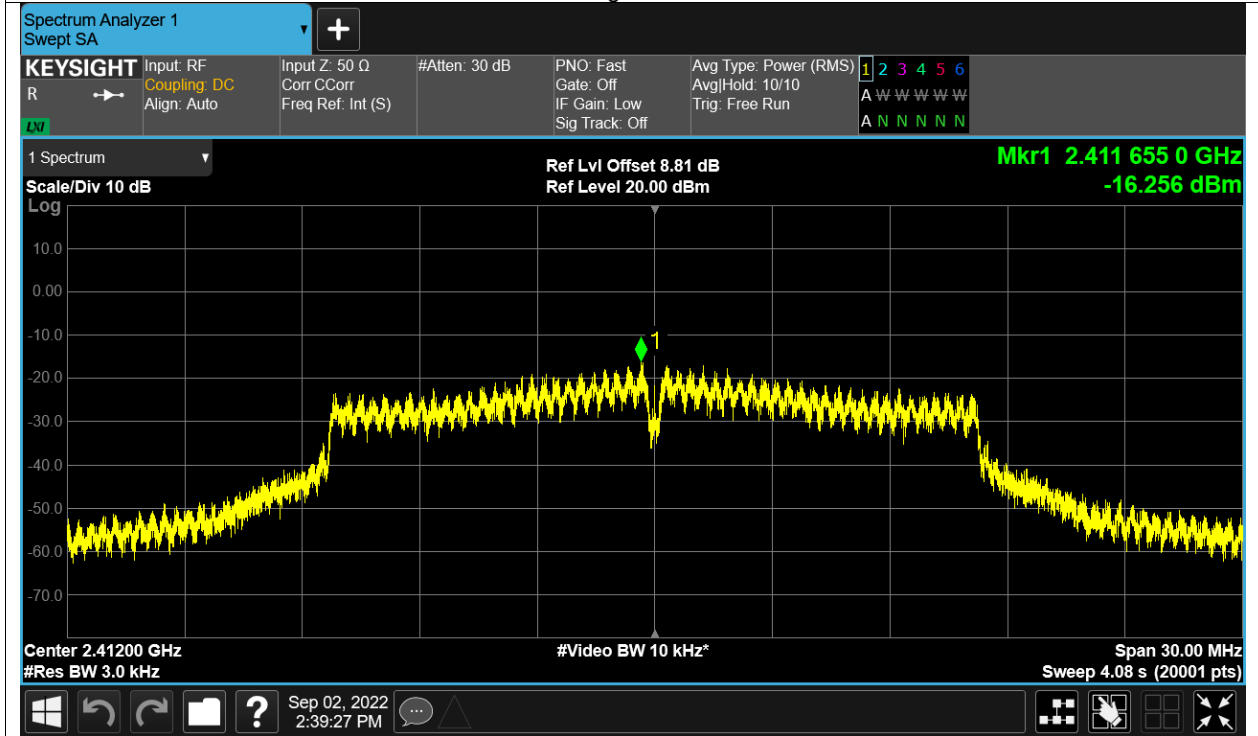 Spectrum Analyzer 1
Swept SA
+
KEYSIGHT
R
LXI
Input: RF
Coupling: DC
Align: Auto
Input Z: 50 Ω
Corr CCorr
Freq Ref: Int (S)
#Atten: 30 dB
PNO: Fast
Gate: Off
IF Gain: Low
Sig Track: Off
Avg Type: Power (RMS)
Avg|Hold: 10/10
Trig: Free Run
1 2 3 4 5 6
A W W W W W
A N N N N N
1 Spectrum
Scale/Div 10 dB
Log
Ref Lvl Offset 8.81 dB
Ref Level 20.00 dBm
Mkr1 2.411 655 0 GHz
-16.256 dBm
10.0
0.00
-10.0
-20.0
-30.0
-40.0
-50.0
-60.0
-70.0
1
Center 2.41200 GHz
#Res BW 3.0 kHz
#Video BW 10 kHz*
Span 30.00 MHz
Sweep 4.08 s (20001 pts)
?
Sep 02, 2022
2:39:27 PM